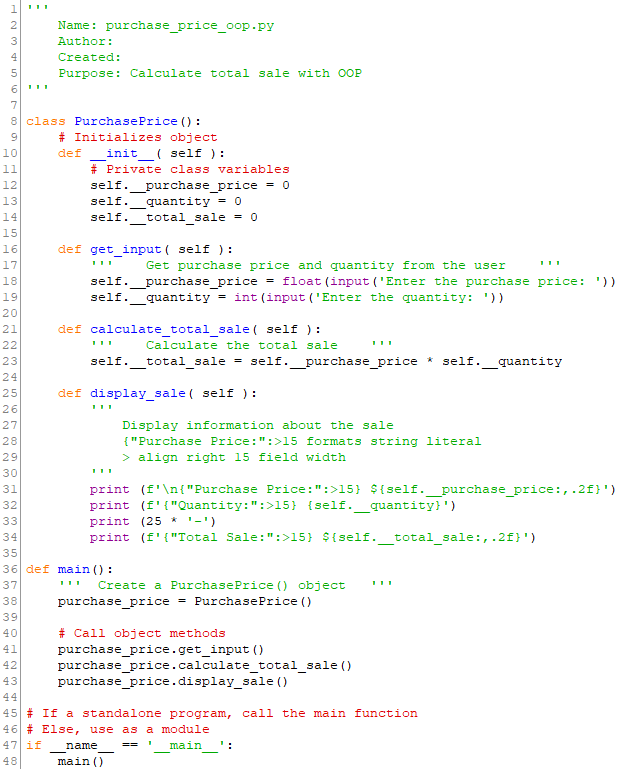 1 '''
2     Name: purchase_price_oop.py
3     Author:
4     Created:
5     Purpose: Calculate total sale with OOP
6 '''
7
8 class PurchasePrice():
9     # Initializes object
10     def __init__( self ):
11         # Private class variables
12         self.__purchase_price = 0
13         self.__quantity = 0
14         self.__total_sale = 0
15
16     def get_input( self ):
17         '''    Get purchase price and quantity from the user    '''
18         self.__purchase_price = float(input('Enter the purchase price: '))
19         self.__quantity = int(input('Enter the quantity: '))
20
21     def calculate_total_sale( self ):
22         '''    Calculate the total sale    '''
23         self.__total_sale = self.__purchase_price * self.__quantity
24
25     def display_sale( self ):
26         '''
27             Display information about the sale
28             {"Purchase Price:":>15 formats string literal
29             > align right 15 field width
30         '''
31         print (f'\n{"Purchase Price:":>15} ${self.__purchase_price:,.2f}')
32         print (f'{"Quantity:":>15} {self.__quantity}')
33         print (25 * '-')
34         print (f'{"Total Sale:":>15} ${self.__total_sale:,.2f}')
35
36 def main():
37     '''  Create a PurchasePrice() object   '''
38     purchase_price = PurchasePrice()
39
40     # Call object methods
41     purchase_price.get_input()
42     purchase_price.calculate_total_sale()
43     purchase_price.display_sale()
44
45 # If a standalone program, call the main function
46 # Else, use as a module
47 if __name__ == '__main__':
48     main()